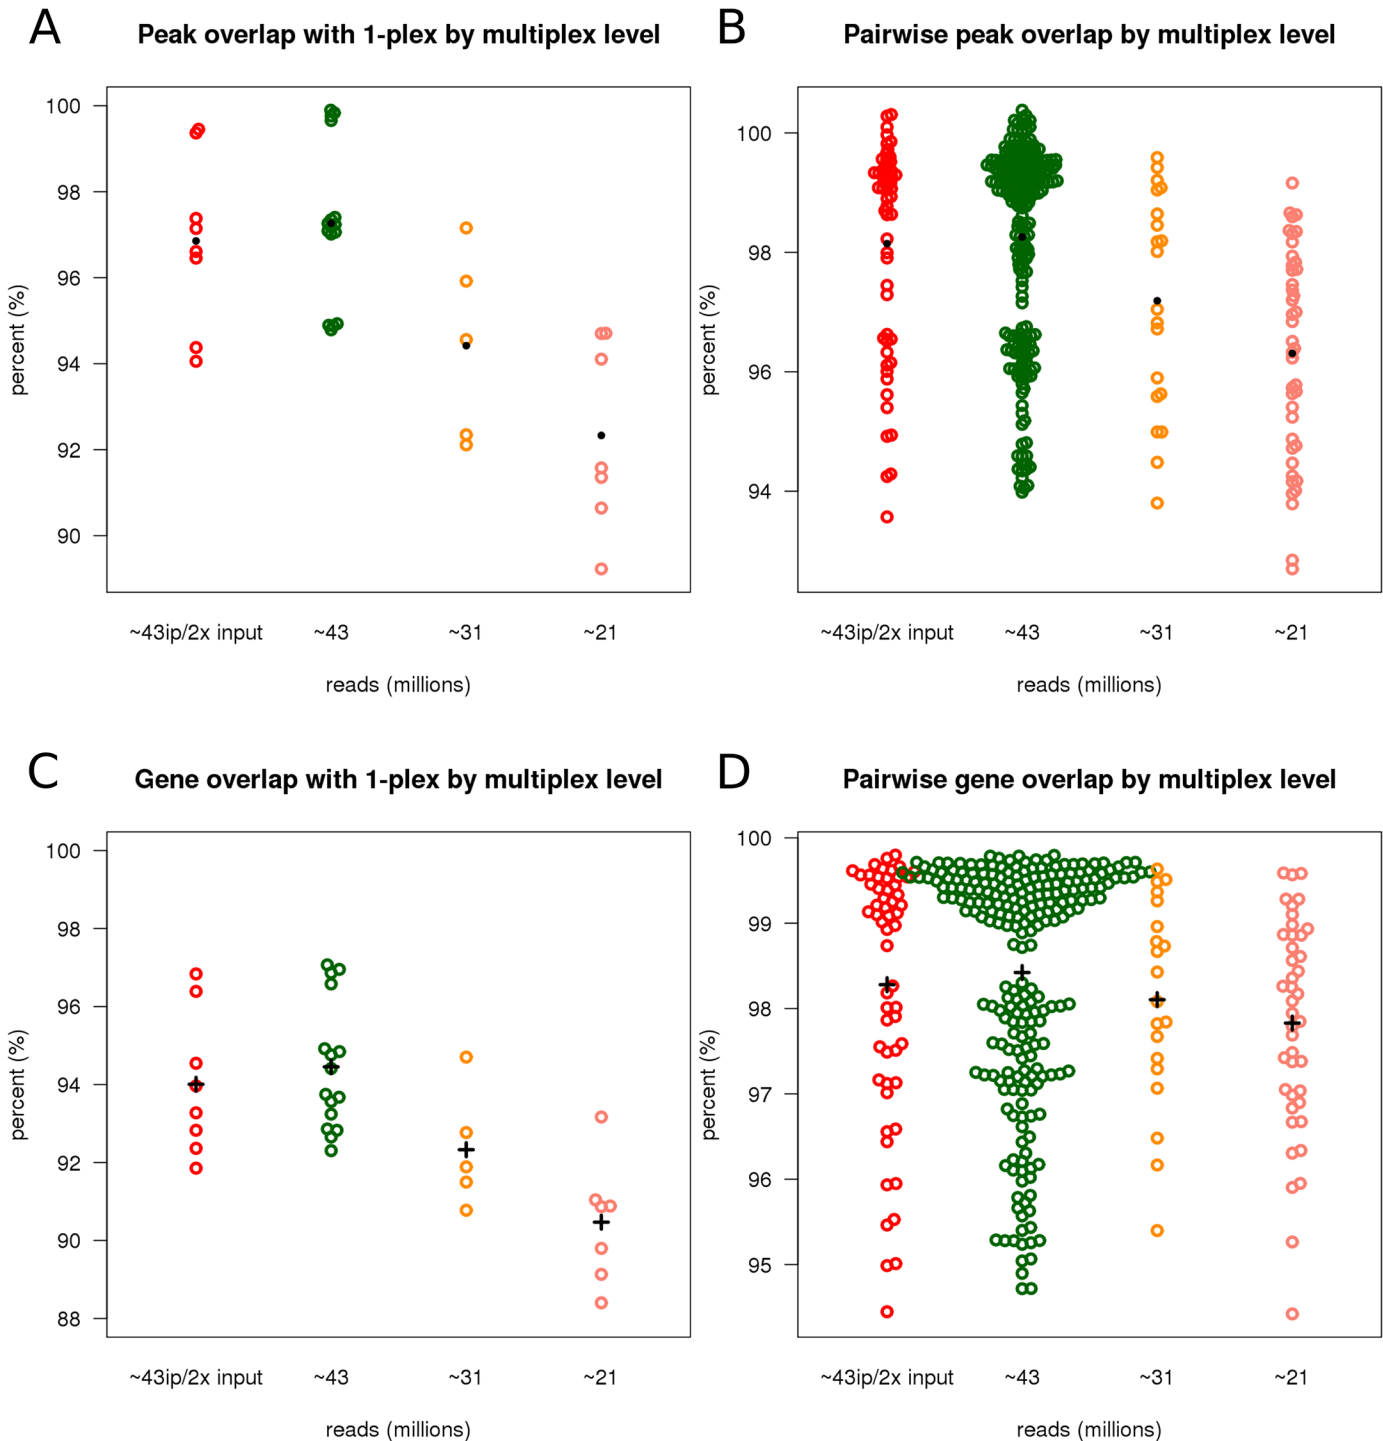 A
Peak overlap with 1-plex by multiplex level
percent (%)
100
98
96
94
92
90
~43ip/2x input
~43
~31
~21
reads (millions)
B
Pairwise peak overlap by multiplex level
percent (%)
100
98
96
94
~43ip/2x input
~43
~31
~21
reads (millions)
C
Gene overlap with 1-plex by multiplex level
percent (%)
100
98
96
94
92
90
88
~43ip/2x input
~43
~31
~21
reads (millions)
D
Pairwise gene overlap by multiplex level
percent (%)
100
99
98
97
96
95
~43ip/2x input
~43
~31
~21
reads (millions)